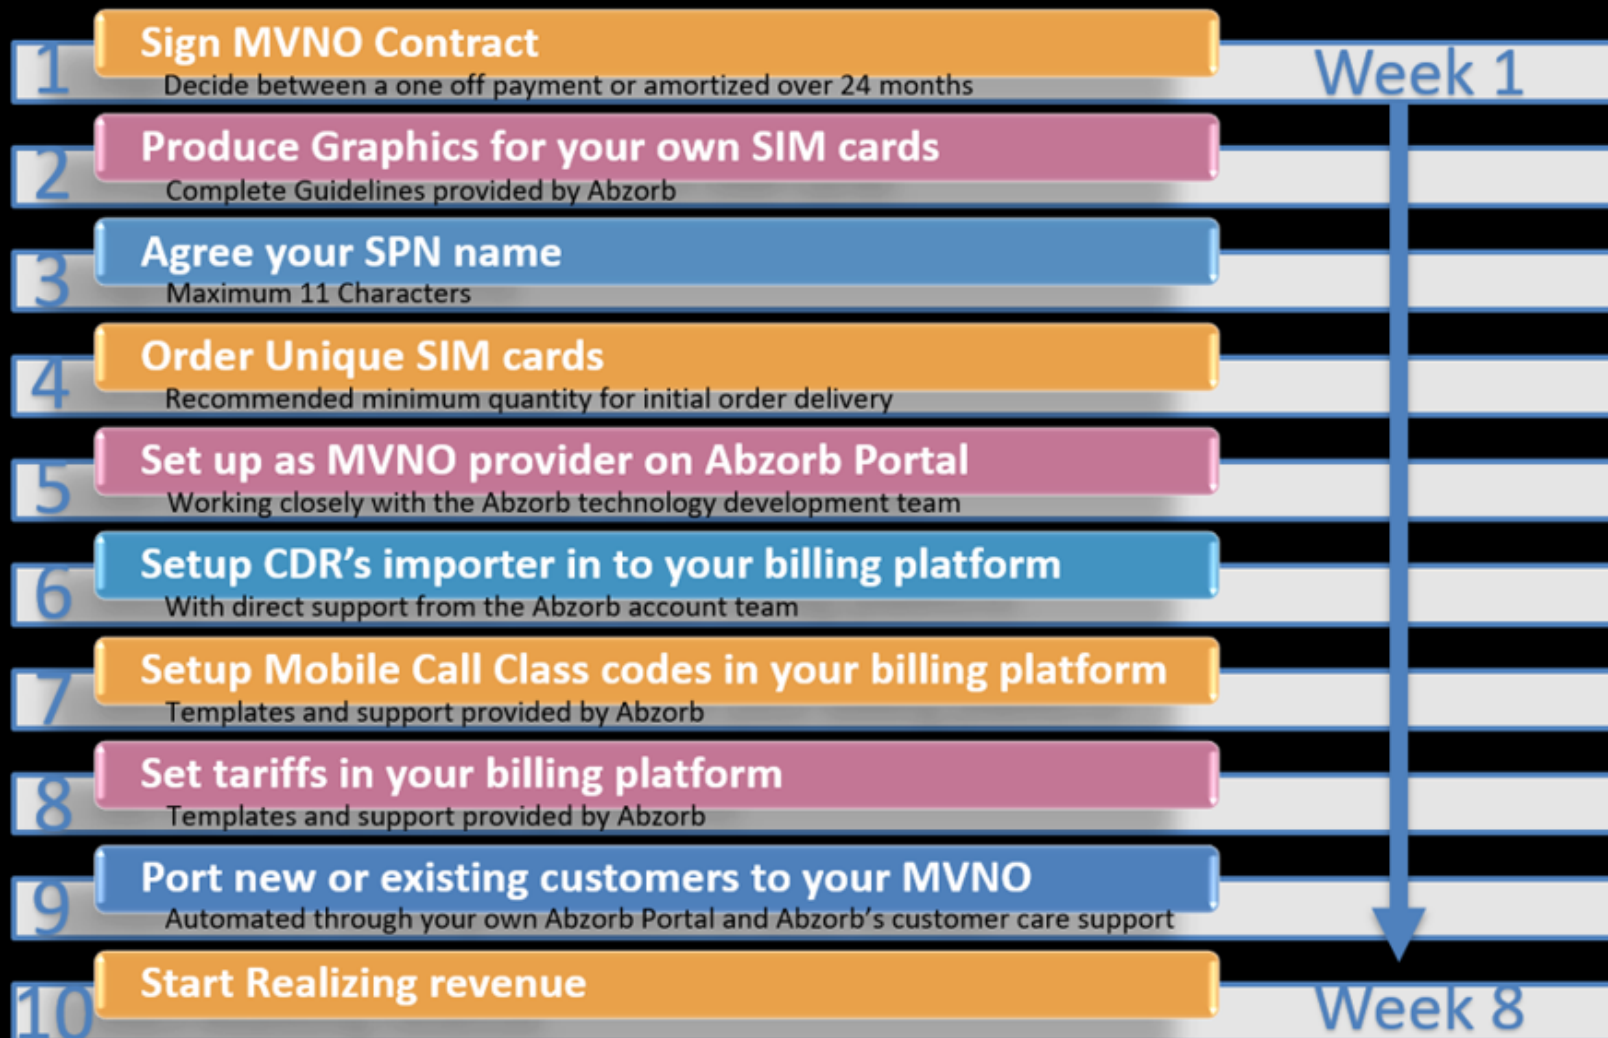 1
Sign MVNO Contract
Decide between a one off payment or amortized over 24 months
Week 1
2
Produce Graphics for your own SIM cards
Complete Guidelines provided by Abzorb
3
Agree your SPN name
Maximum 11 Characters
4
Order Unique SIM cards
Recommended minimum quantity for initial order delivery
5
Set up as MVNO provider on Abzorb Portal
Working closely with the Abzorb technology development team
6
Setup CDR’s importer in to your billing platform
With direct support from the Abzorb account team
7
Setup Mobile Call Class codes in your billing platform
Templates and support provided by Abzorb
8
Set tariffs in your billing platform
Templates and support provided by Abzorb
9
Port new or existing customers to your MVNO
Automated through your own Abzorb Portal and Abzorb’s customer care support
10
Start Realizing revenue
Week 8